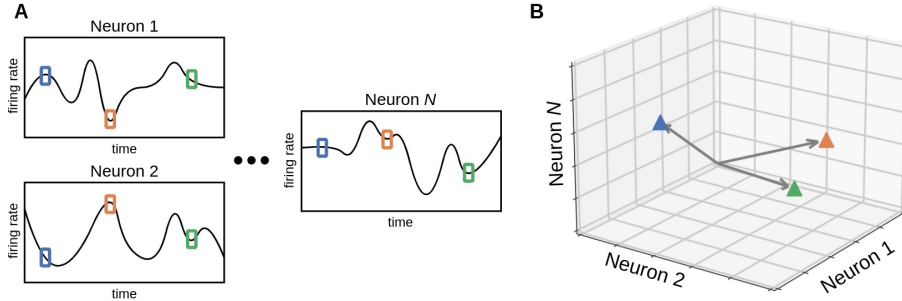 A
Neuron 1
firing rate
time
Neuron 2
firing rate
time
Neuron N
firing rate
time
B
Neuron N
Neuron 2
Neuron 1